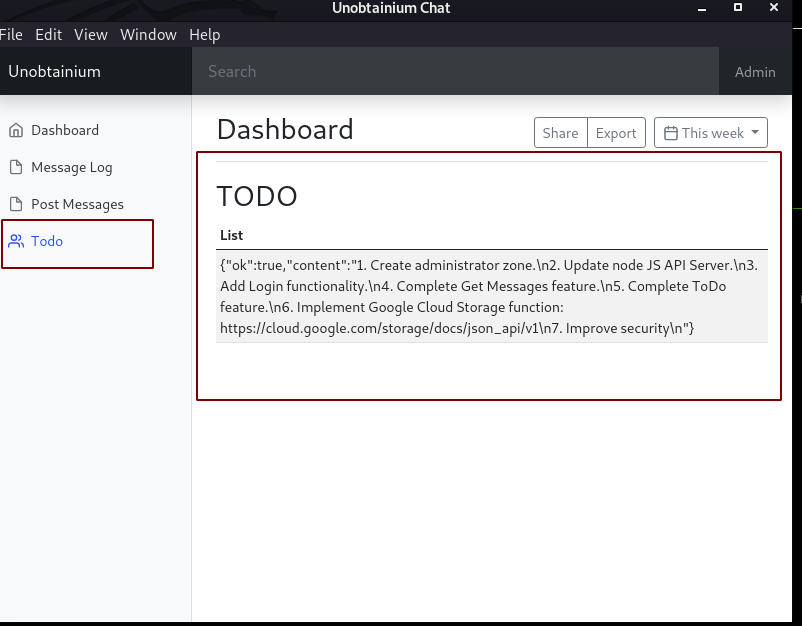 Unobtainium Chat
File Edit View Window Help
Unobtainium
Search
Admin
Dashboard
Message Log
Post Messages
Todo
Dashboard
Share
Export
This week
TODO
List
{"ok":true,"content":"1. Create administrator zone.\n2. Update node JS API Server.\n3.
Add Login functionality.\n4. Complete Get Messages feature.\n5. Complete ToDo
feature.\n6. Implement Google Cloud Storage function:
https://cloud.google.com/storage/docs/json_api/v1\n7. Improve security\n"}